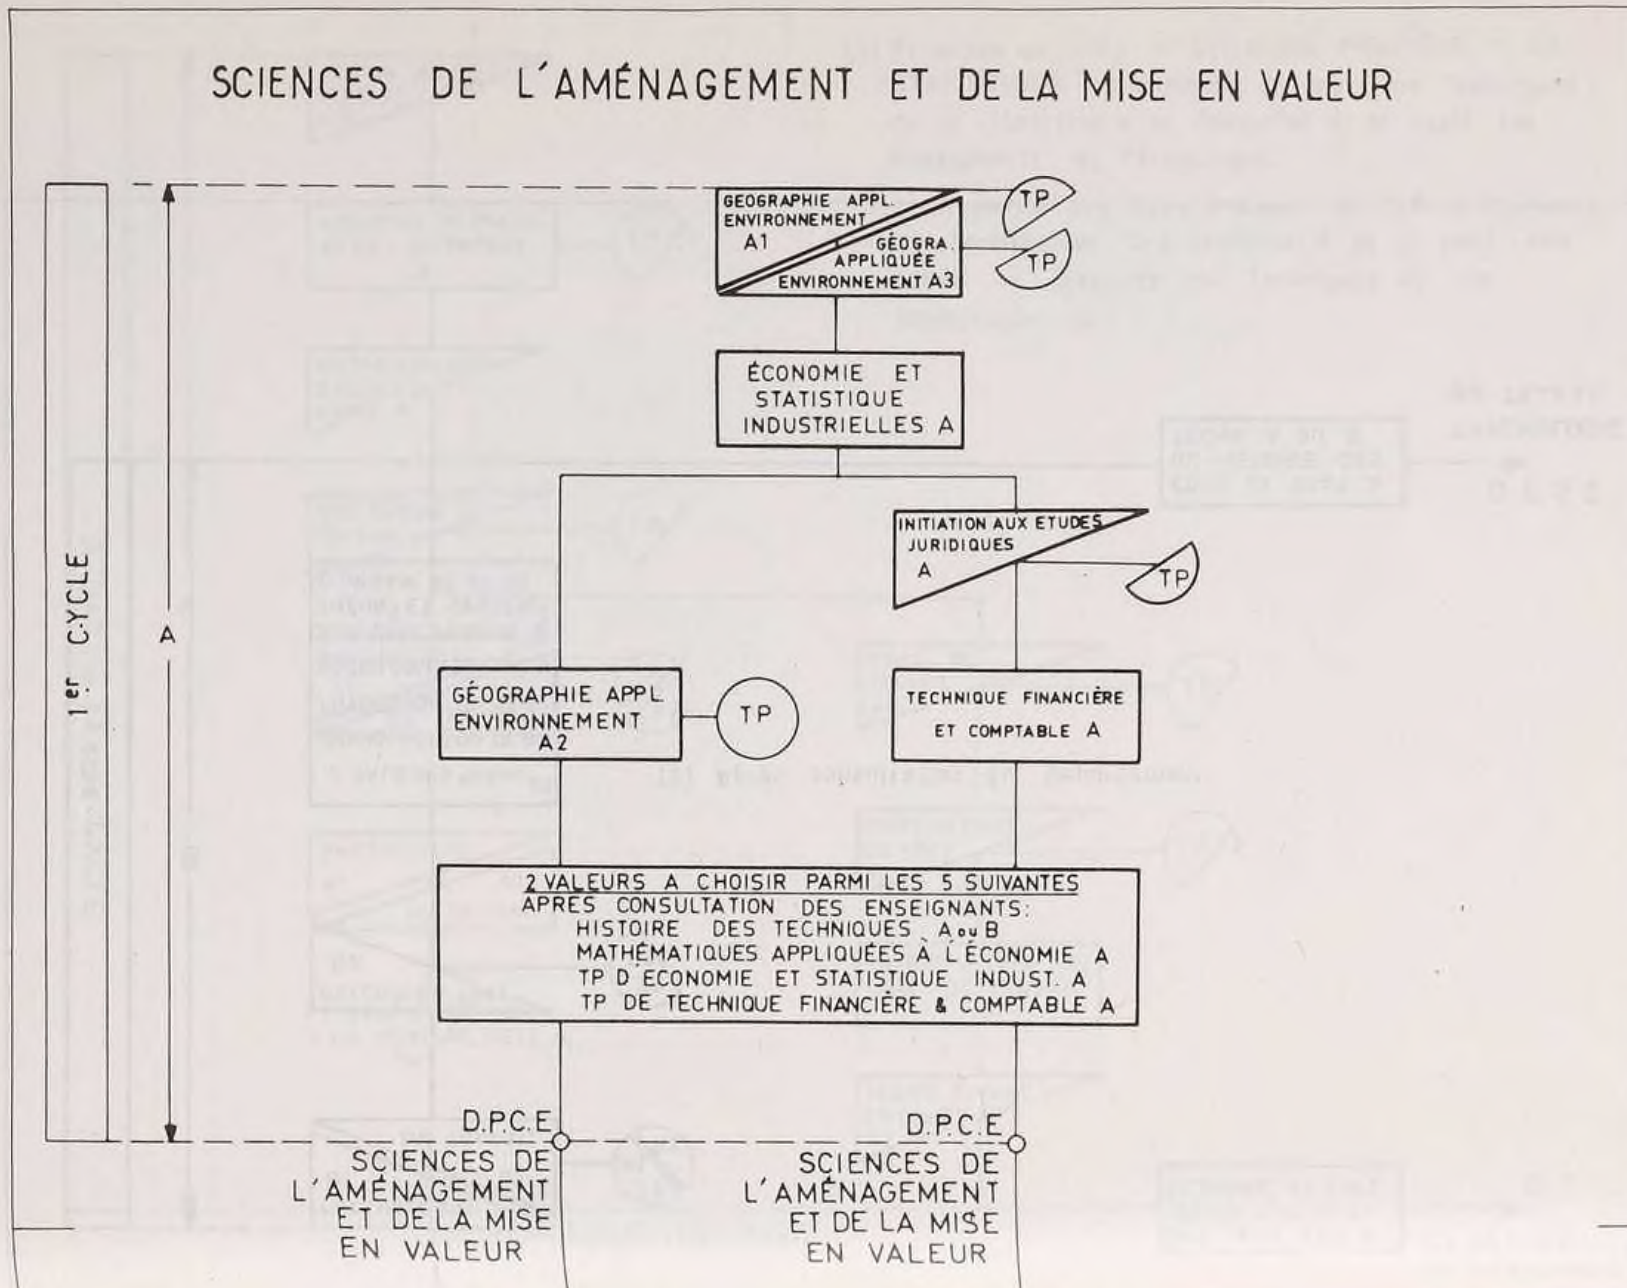 SCIENCES DE L'AMÉNAGEMENT ET DE LA MISE EN VALEUR
1er CYCLE
A
GÉOGRAPHIE APPL.
ENVIRONNEMENT
A1
GÉOGRA.
APPLIQUÉE
ENVIRONNEMENT A3
TP
TP
ÉCONOMIE ET
STATISTIQUE
INDUSTRIELLES A
INITIATION AUX ETUDES
JURIDIQUES
A
TP
GÉOGRAPHIE APPL
ENVIRONNEMENT
A2
TP
TECHNIQUE FINANCIÈRE
ET COMPTABLE A
2 VALEURS A CHOISIR PARMI LES 5 SUIVANTES
APRES CONSULTATION DES ENSEIGNANTS:
HISTOIRE DES TECHNIQUES A ou B
MATHÉMATIQUES APPLIQUÉES À L'ÉCONOMIE A
TP D'ECONOMIE ET STATISTIQUE INDUST. A
TP DE TECHNIQUE FINANCIÈRE & COMPTABLE A
D.P.C.E
SCIENCES DE
L'AMÉNAGEMENT
ET DE LA MISE
EN VALEUR
D.P.C.E
SCIENCES DE
L'AMÉNAGEMENT
ET DE LA MISE
EN VALEUR